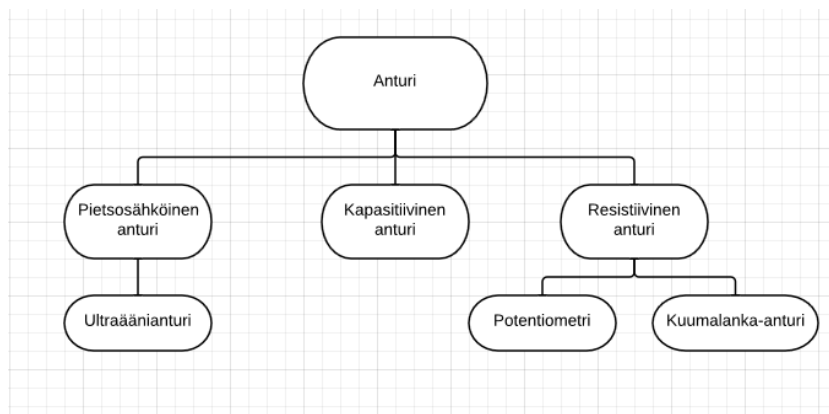 Anturi
Pietsosähköinen
anturi
Kapasitiivinen
anturi
Resistiivinen
anturi
Ultraäänianturi
Potentiometri
Kuumalanka-anturi